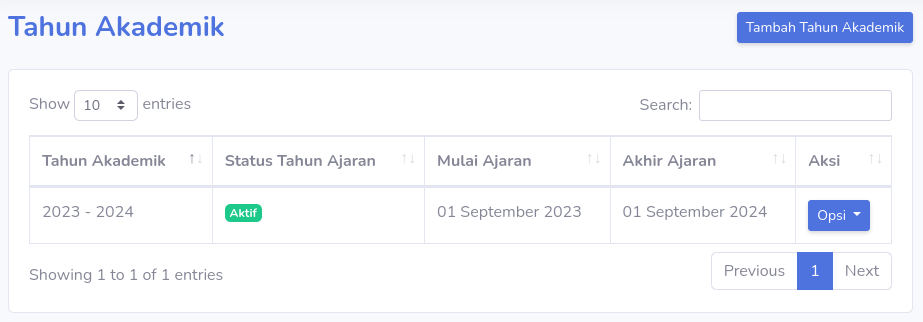 Tahun Akademik
Tambah Tahun Akademik
Show 10 entries
Search:
Tahun Akademik Status Tahun Ajaran Mulai Ajaran Akhir Ajaran Aksi
2023 - 2024 Aktif 01 September 2023 01 September 2024 Opsi
Showing 1 to 1 of 1 entries
Previous 1 Next